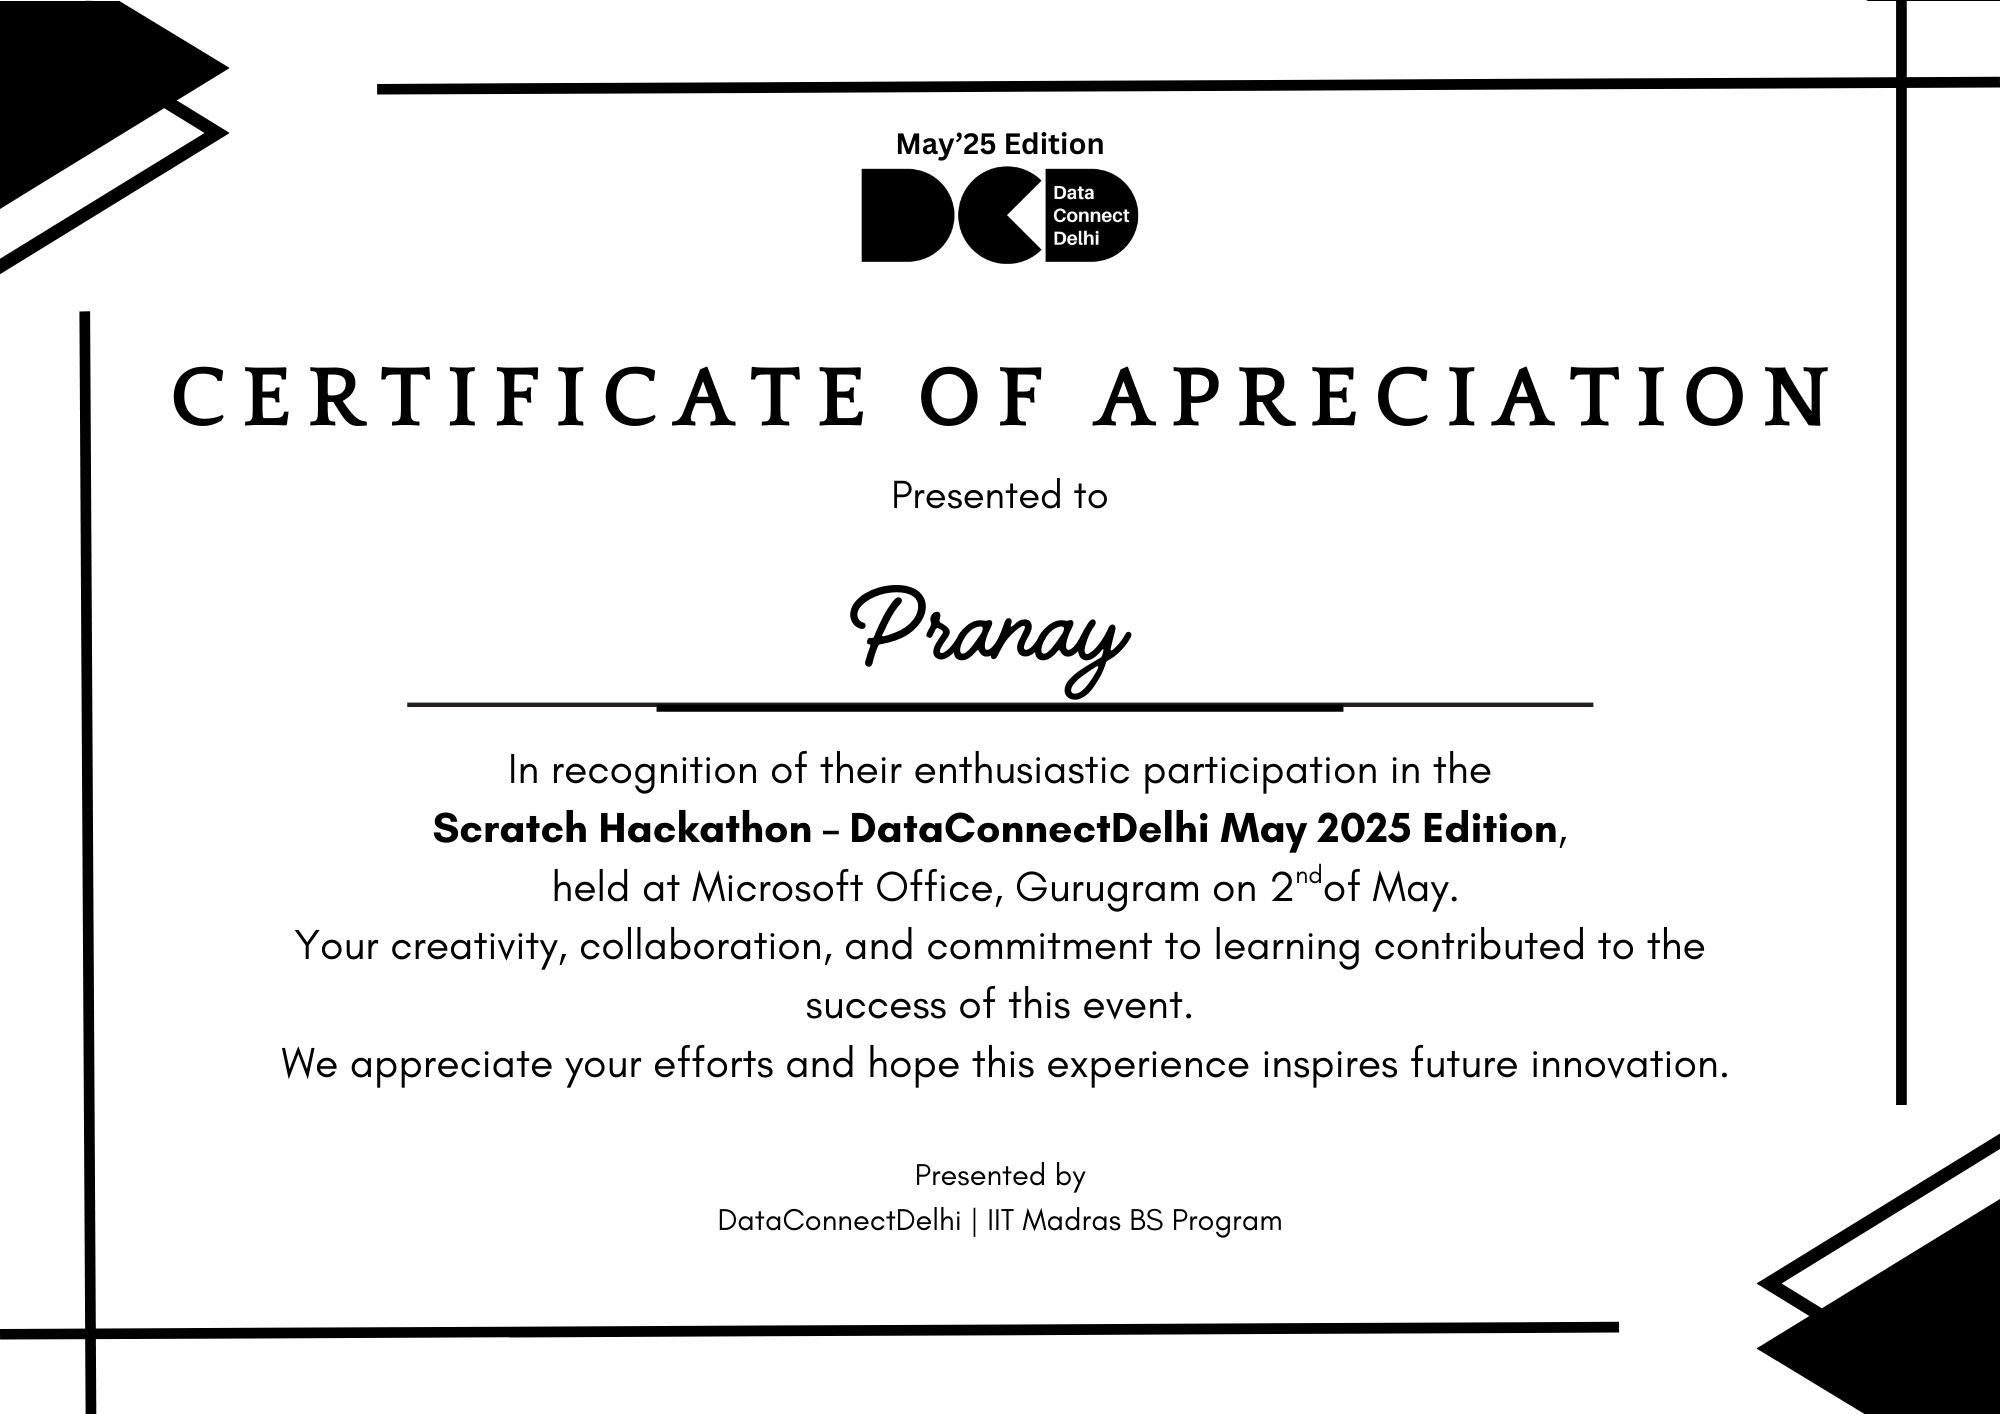 May’25 Edition
DCD
Data
Connect
Delhi
CERTIFICATE OF APRECIATION
Presented to
Pranay
In recognition of their enthusiastic participation in the
Scratch Hackathon – DataConnectDelhi May 2025 Edition,
held at Microsoft Office, Gurugram on 2ndof May.
Your creativity, collaboration, and commitment to learning contributed to the
success of this event.
We appreciate your efforts and hope this experience inspires future innovation.
Presented by
DataConnectDelhi | IIT Madras BS Program